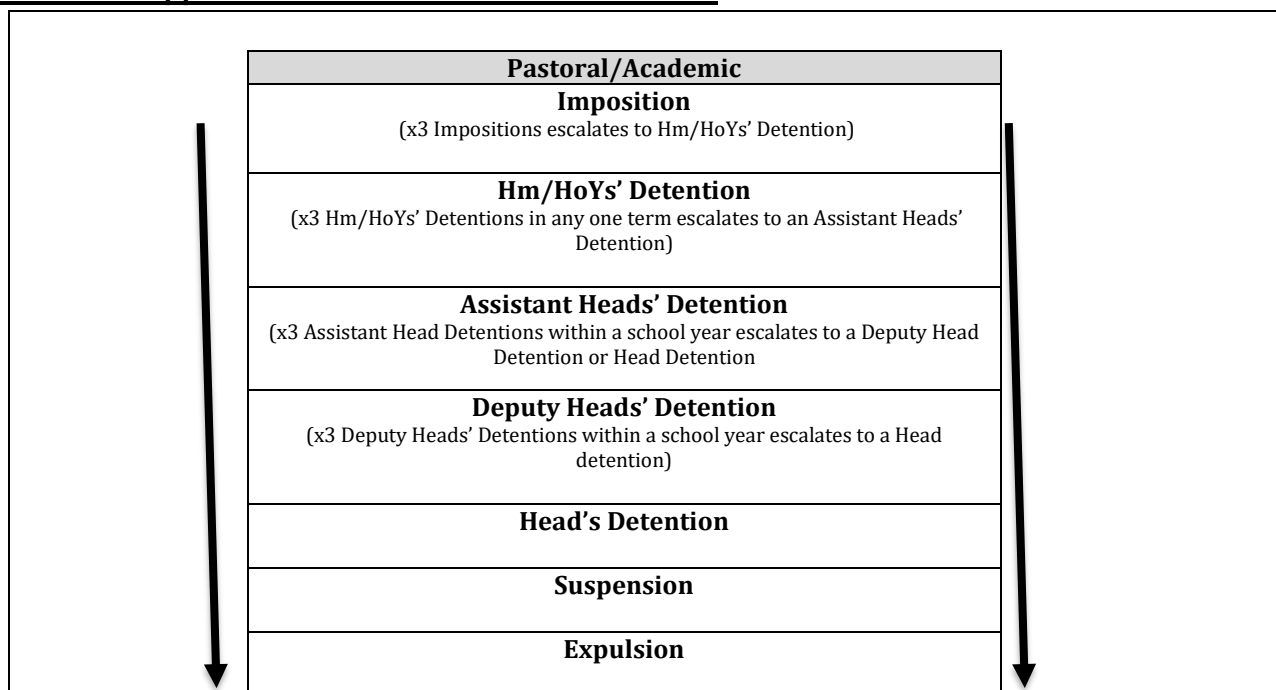 Pastoral/Academic
Imposition
(x3 Impositions escalates to Hm/HoYs’ Detention)
Hm/HoYs’ Detention
(x3 Hm/HoYs’ Detentions in any one term escalates to an Assistant Heads’
Detention)
Assistant Heads’ Detention
(x3 Assistant Head Detentions within a school year escalates to a Deputy Head
Detention or Head Detention
Deputy Heads’ Detention
(x3 Deputy Heads’ Detentions within a school year escalates to a Head
detention)
Head’s Detention
Suspension
Expulsion